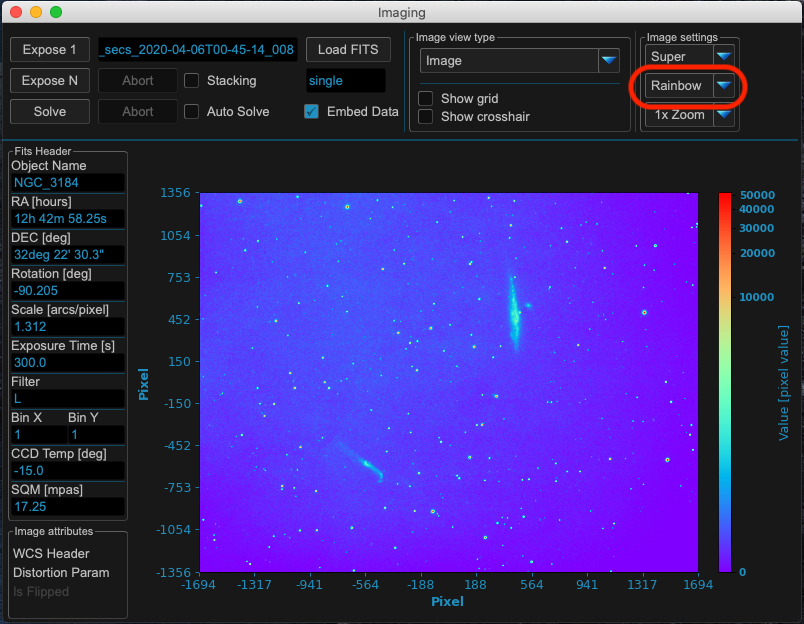 Imaging
Expose 1
_secs_2020-04-06T00-45-14_008
Load FITS
Expose N
Abort
Stacking
single
Solve
Abort
Auto Solve
Embed Data
Image view type
Image
Show grid
Show crosshair
Image settings
Super
Rainbow
1x Zoom
Fits Header
Object Name
NGC_3184
RA [hours]
12h 42m 58.25s
DEC [deg]
32deg 22' 30.3"
Rotation [deg]
-90.205
Scale [arcs/pixel]
1.312
Exposure Time [s]
300.0
Filter
L
Bin X Bin Y
1 1
CCD Temp [deg]
-15.0
SQM [mpas]
17.25
Image attributes
WCS Header
Distortion Param
Is Flipped
Pixel
1356
1054
753
452
150
-150
-452
-753
-1054
-1356
-1694 -1317 -941 -564 -188 188 564 941 1317 1694
Pixel
50000
40000
30000
20000
10000
0
Value [pixel value]